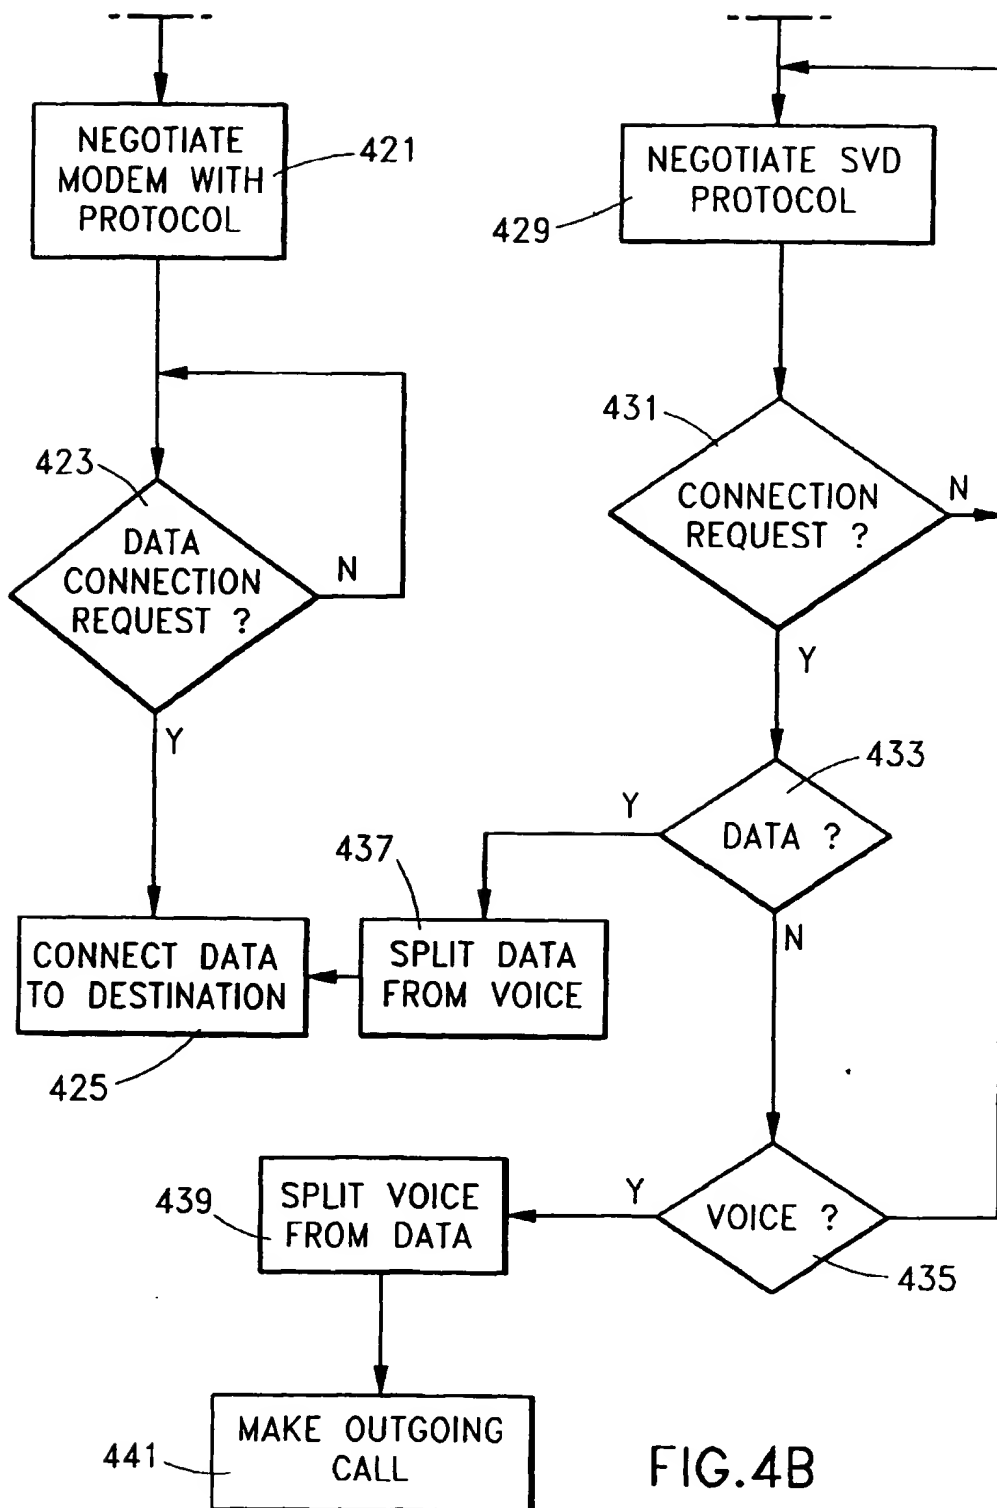 NEGOTIATE
MODEM WITH
PROTOCOL
421
NEGOTIATE SVD
PROTOCOL
429
423
DATA
CONNECTION
REQUEST ?
N
Y
431
CONNECTION
REQUEST ?
N
Y
433
DATA ?
Y
N
437
SPLIT DATA
FROM VOICE
CONNECT DATA
TO DESTINATION
425
VOICE ?
Y
435
439
SPLIT VOICE
FROM DATA
MAKE OUTGOING
CALL
441
FIG.4B